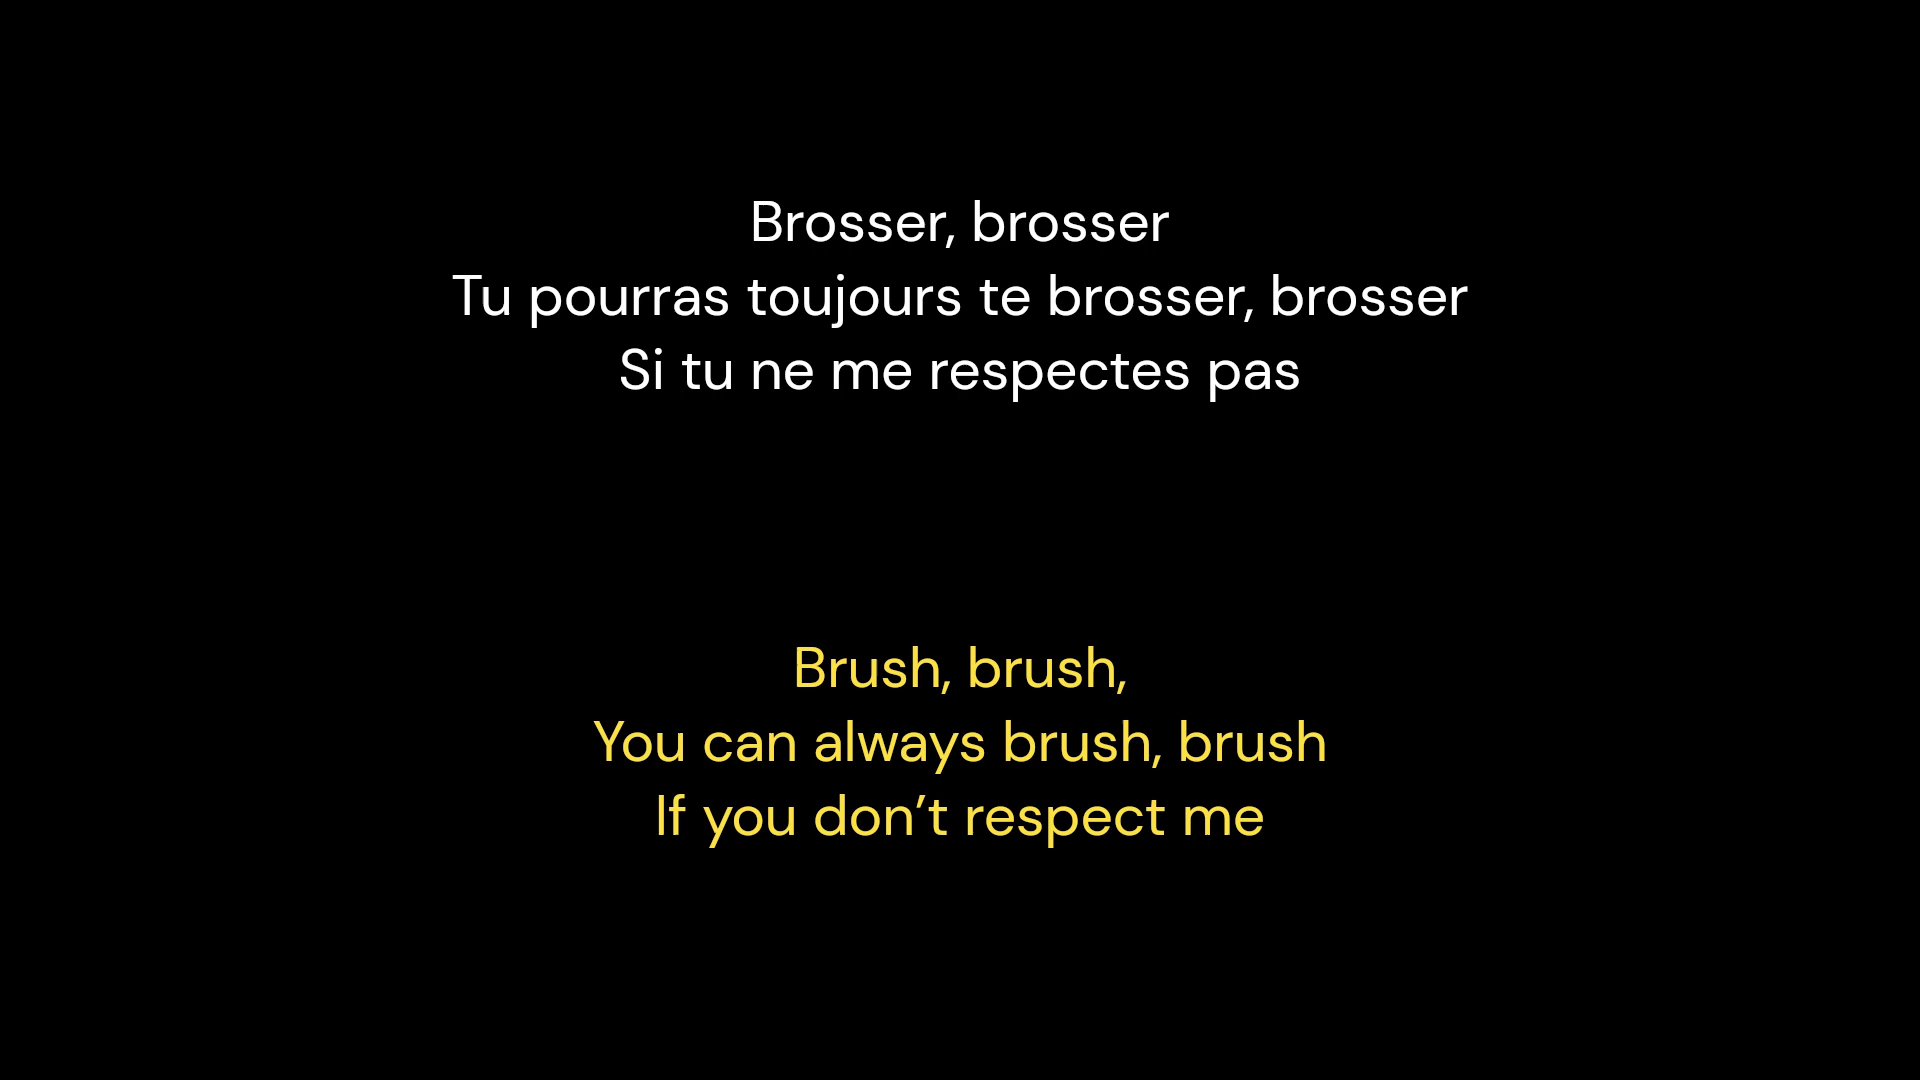 Brosser, brosser
Tu pourras toujours te brosser, brosser
Si tu ne me respectes pas
Brush, brush,
You can always brush, brush
If you don’t respect me